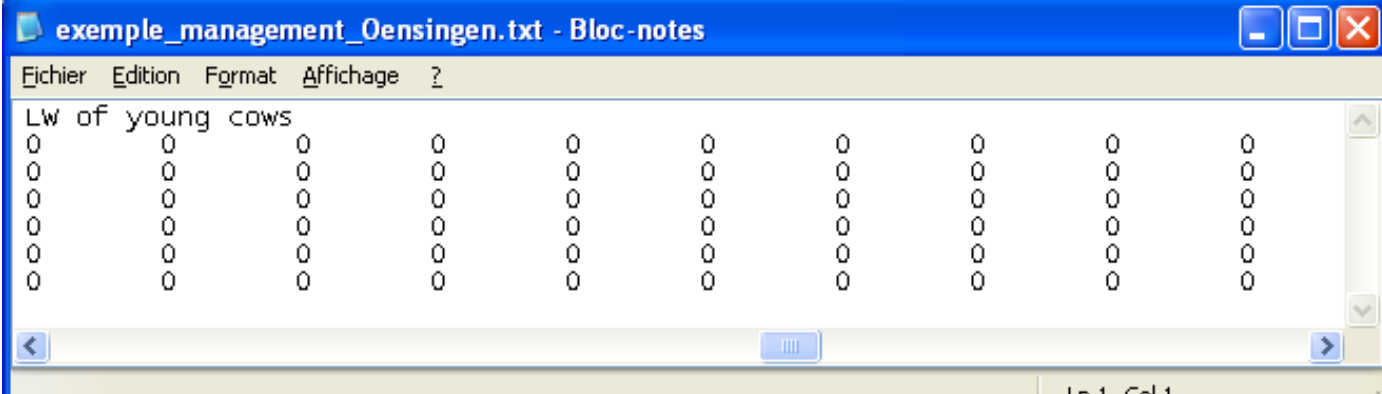 exemple_management_Oensingen.txt - Bloc-notes
Fichier Edition Format Affichage ?
LW of young cows
0 0 0 0 0 0 0 0 0 0
0 0 0 0 0 0 0 0 0 0
0 0 0 0 0 0 0 0 0 0
0 0 0 0 0 0 0 0 0 0
0 0 0 0 0 0 0 0 0 0
0 0 0 0 0 0 0 0 0 0